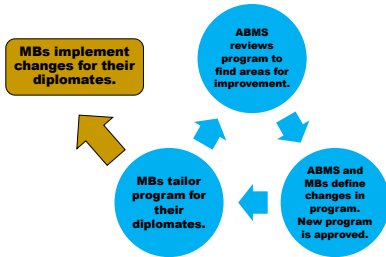 MBs implement
changes for their
diplomates.
ABMS
reviews
program to
find areas for
improvement.
ABMS and
MBs define
changes in
program.
New program
is approved.
MBs tailor
program for
their
diplomates.